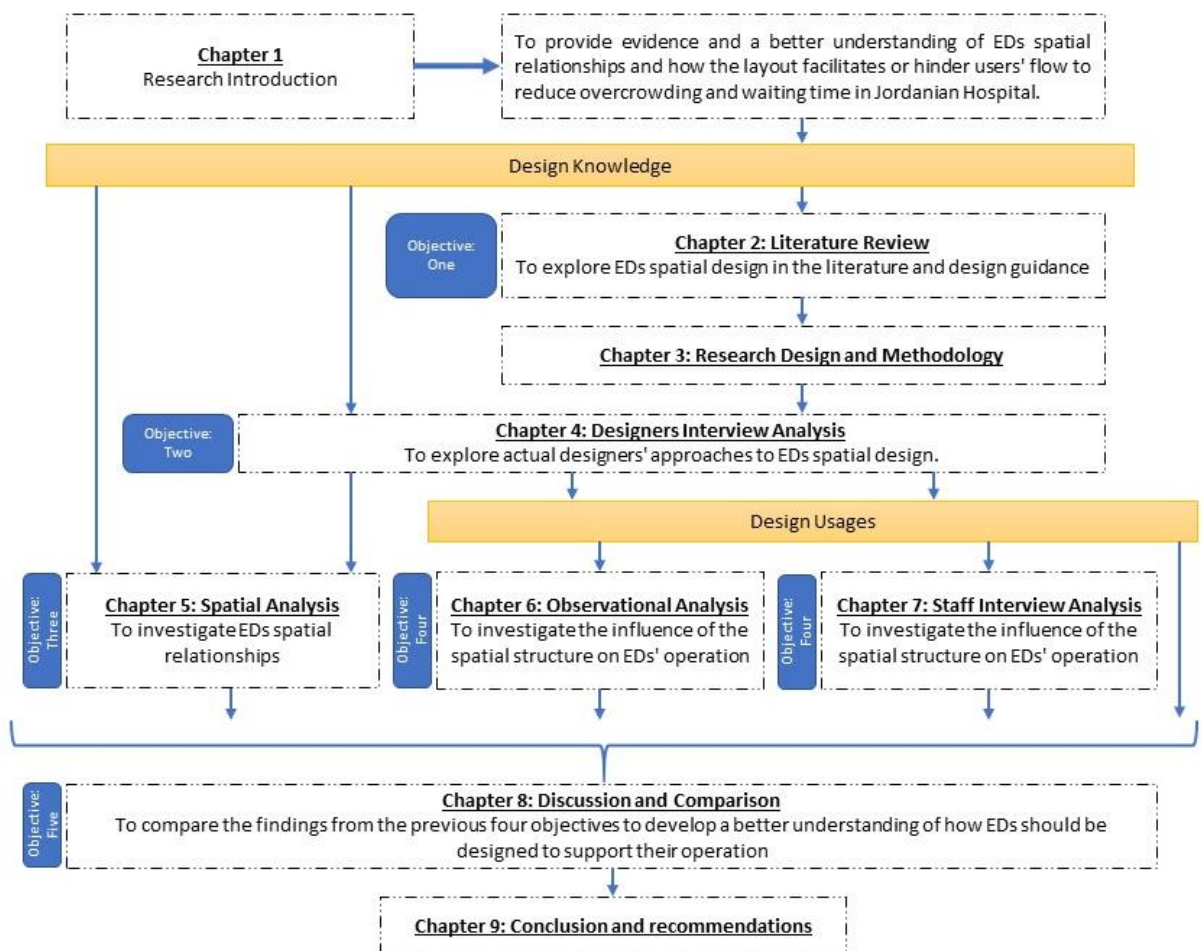 Chapter 1
Research Introduction
To provide evidence and a better understanding of EDs spatial
relationships and how the layout facilitates or hinder users' flow to
reduce overcrowding and waiting time in Jordanian Hospital.
Design Knowledge
Objective:
One
Chapter 2: Literature Review
To explore EDs spatial design in the literature and design guidance
Chapter 3: Research Design and Methodology
Objective:
Two
Chapter 4: Designers Interview Analysis
To explore actual designers' approaches to EDs spatial design.
Design Usages
Objective:
Three
Chapter 5: Spatial Analysis
To investigate EDs spatial
relationships
Objective:
Four
Chapter 6: Observational Analysis
To investigate the influence of the
spatial structure on EDs' operation
Objective:
Four
Chapter 7: Staff Interview Analysis
To investigate the influence of the
spatial structure on EDs' operation
Objective:
Five
Chapter 8: Discussion and Comparison
To compare the findings from the previous four objectives to develop a better understanding of how EDs should be
designed to support their operation
Chapter 9: Conclusion and recommendations